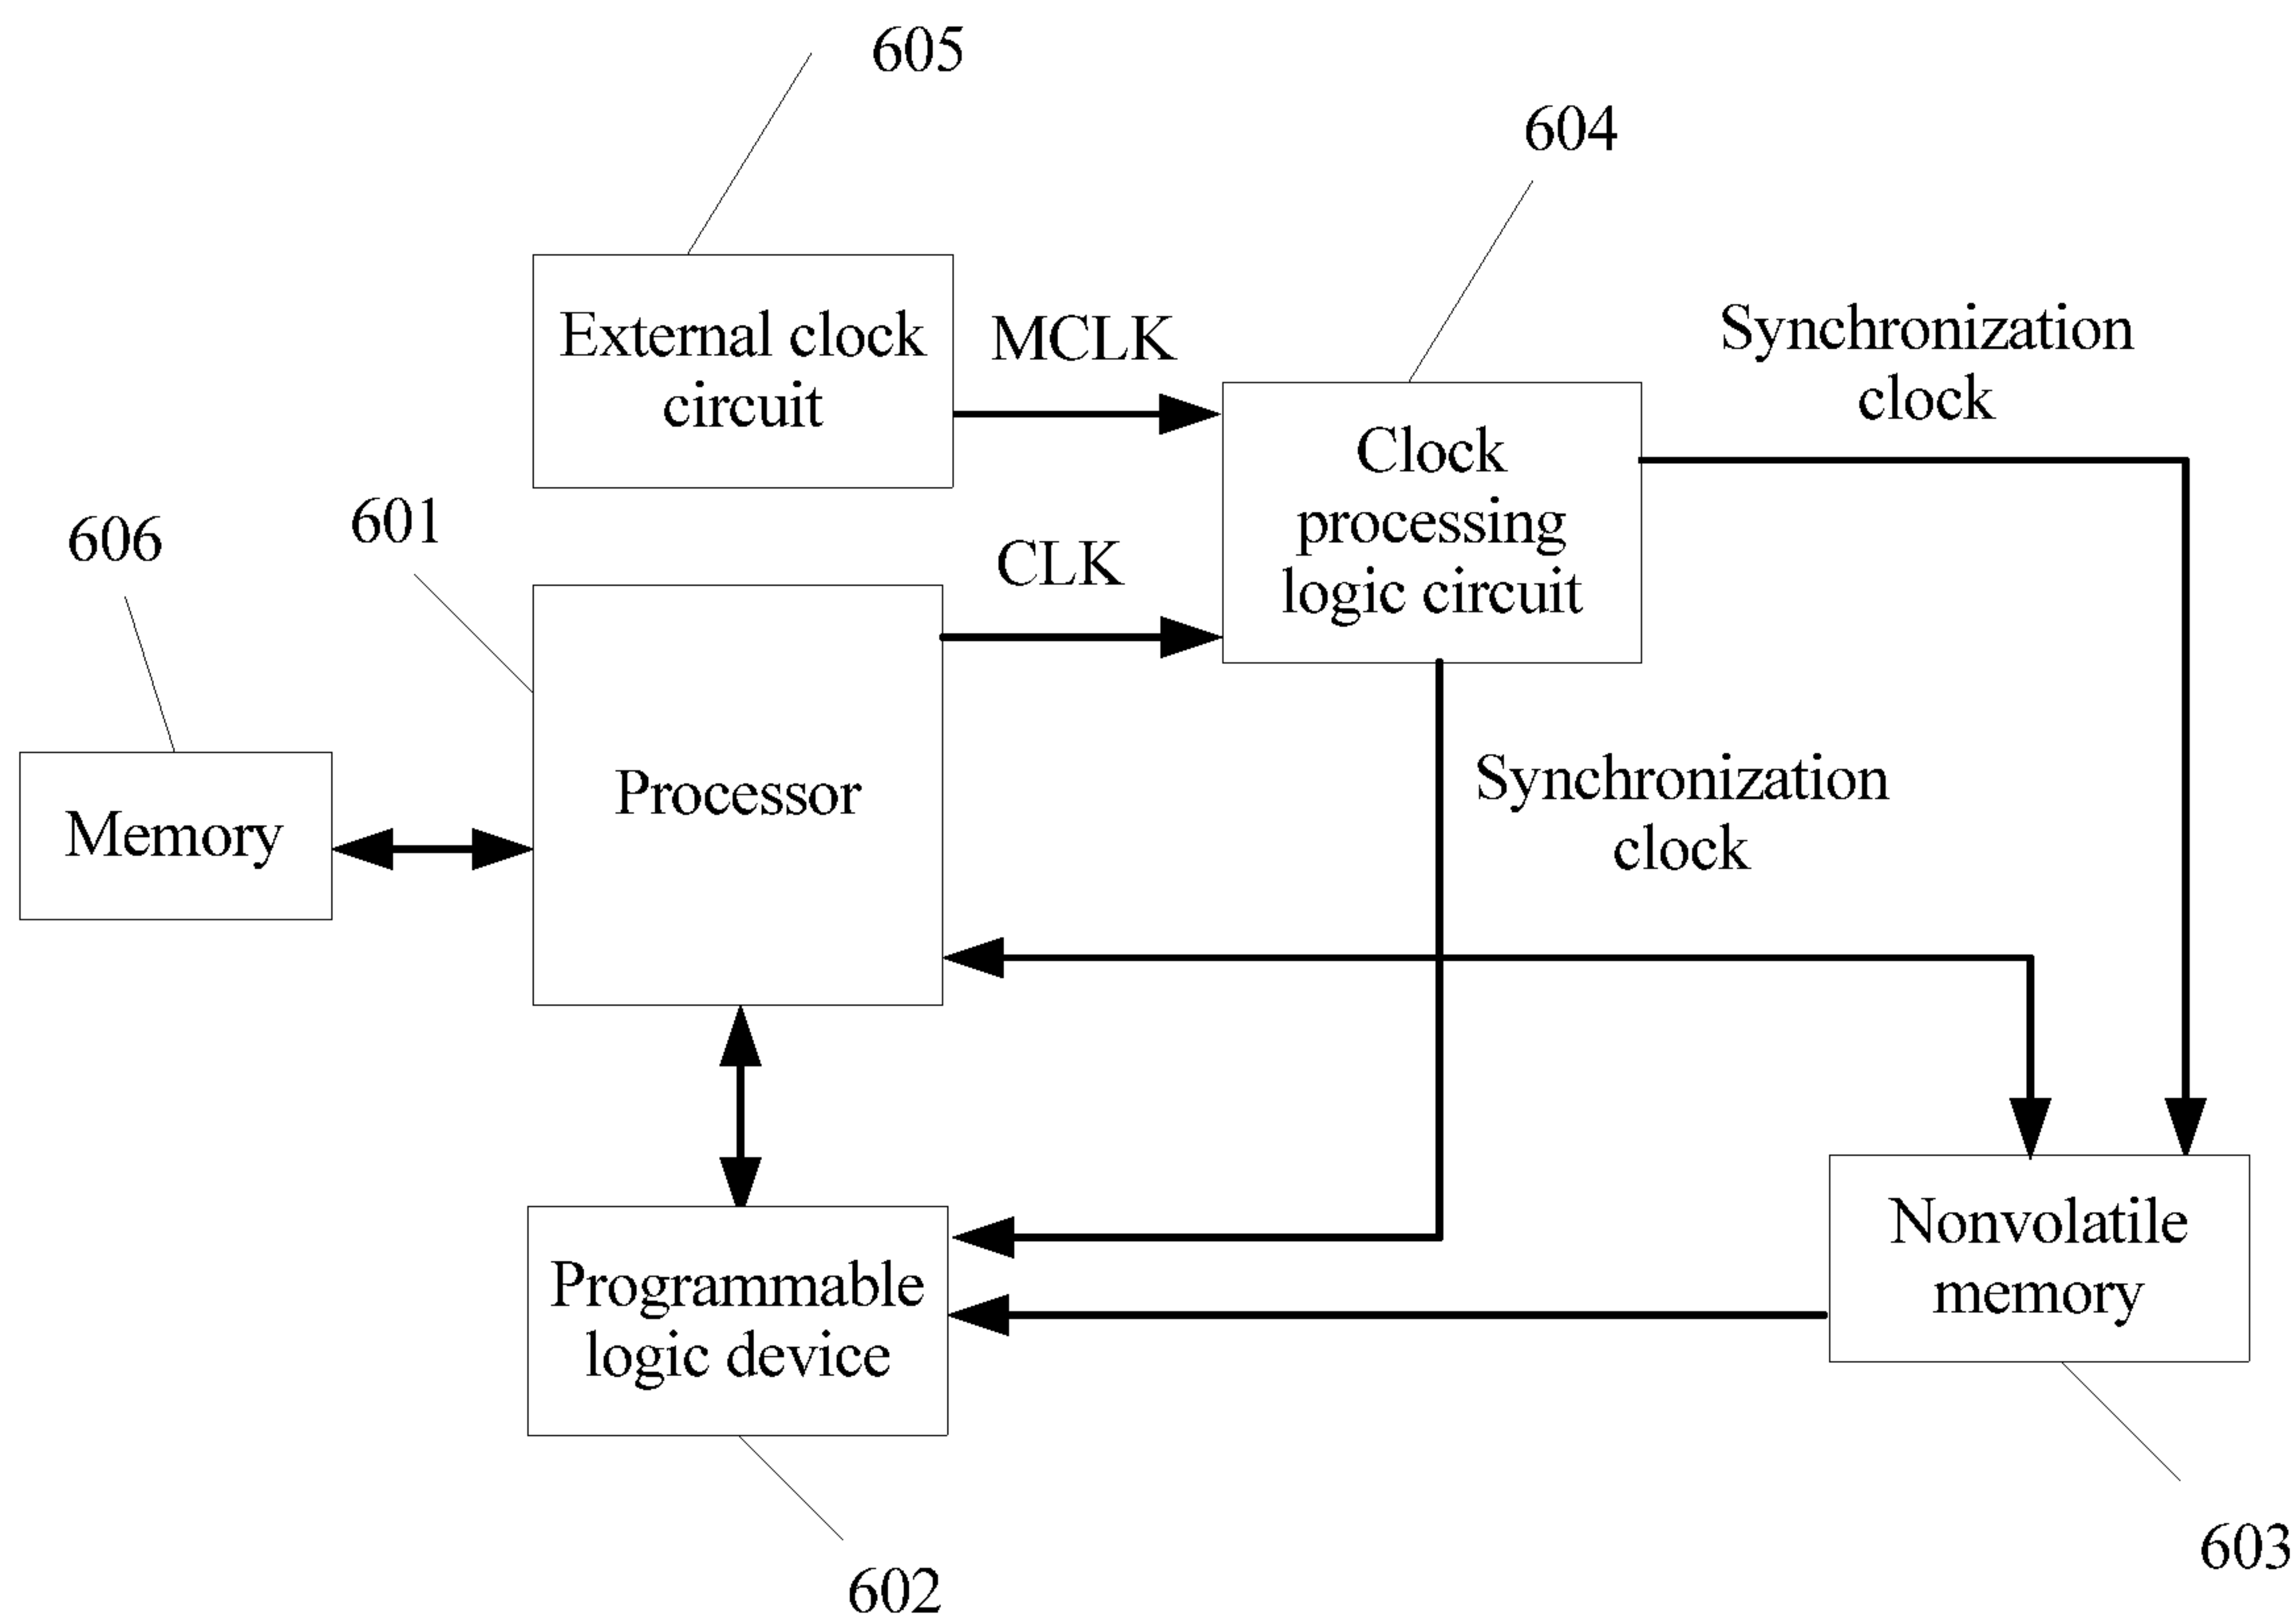 605
604
External clock
circuit
MCLK
Synchronization
clock
Clock
processing
logic circuit
601
606
CLK
Processor
Memory
Synchronization
clock
Programmable
logic device
Nonvolatile
memory
603
602